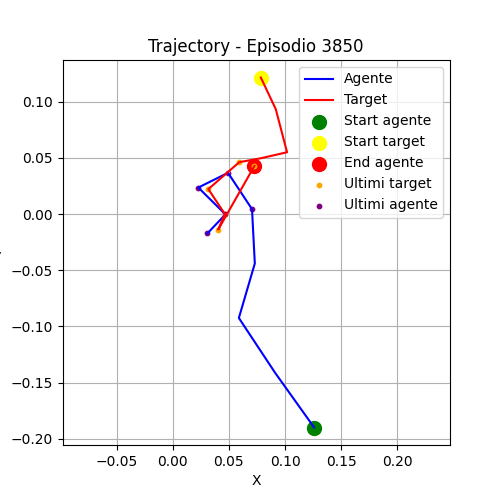 Trajectory - Episodio 3850
Agente
Target
Start agente
Start target
End agente
Ultimi target
Ultimi agente
0.10
0.05
0.00
−0.05
−0.10
−0.15
−0.20
−0.05
0.00
0.05
0.10
0.15
0.20
X